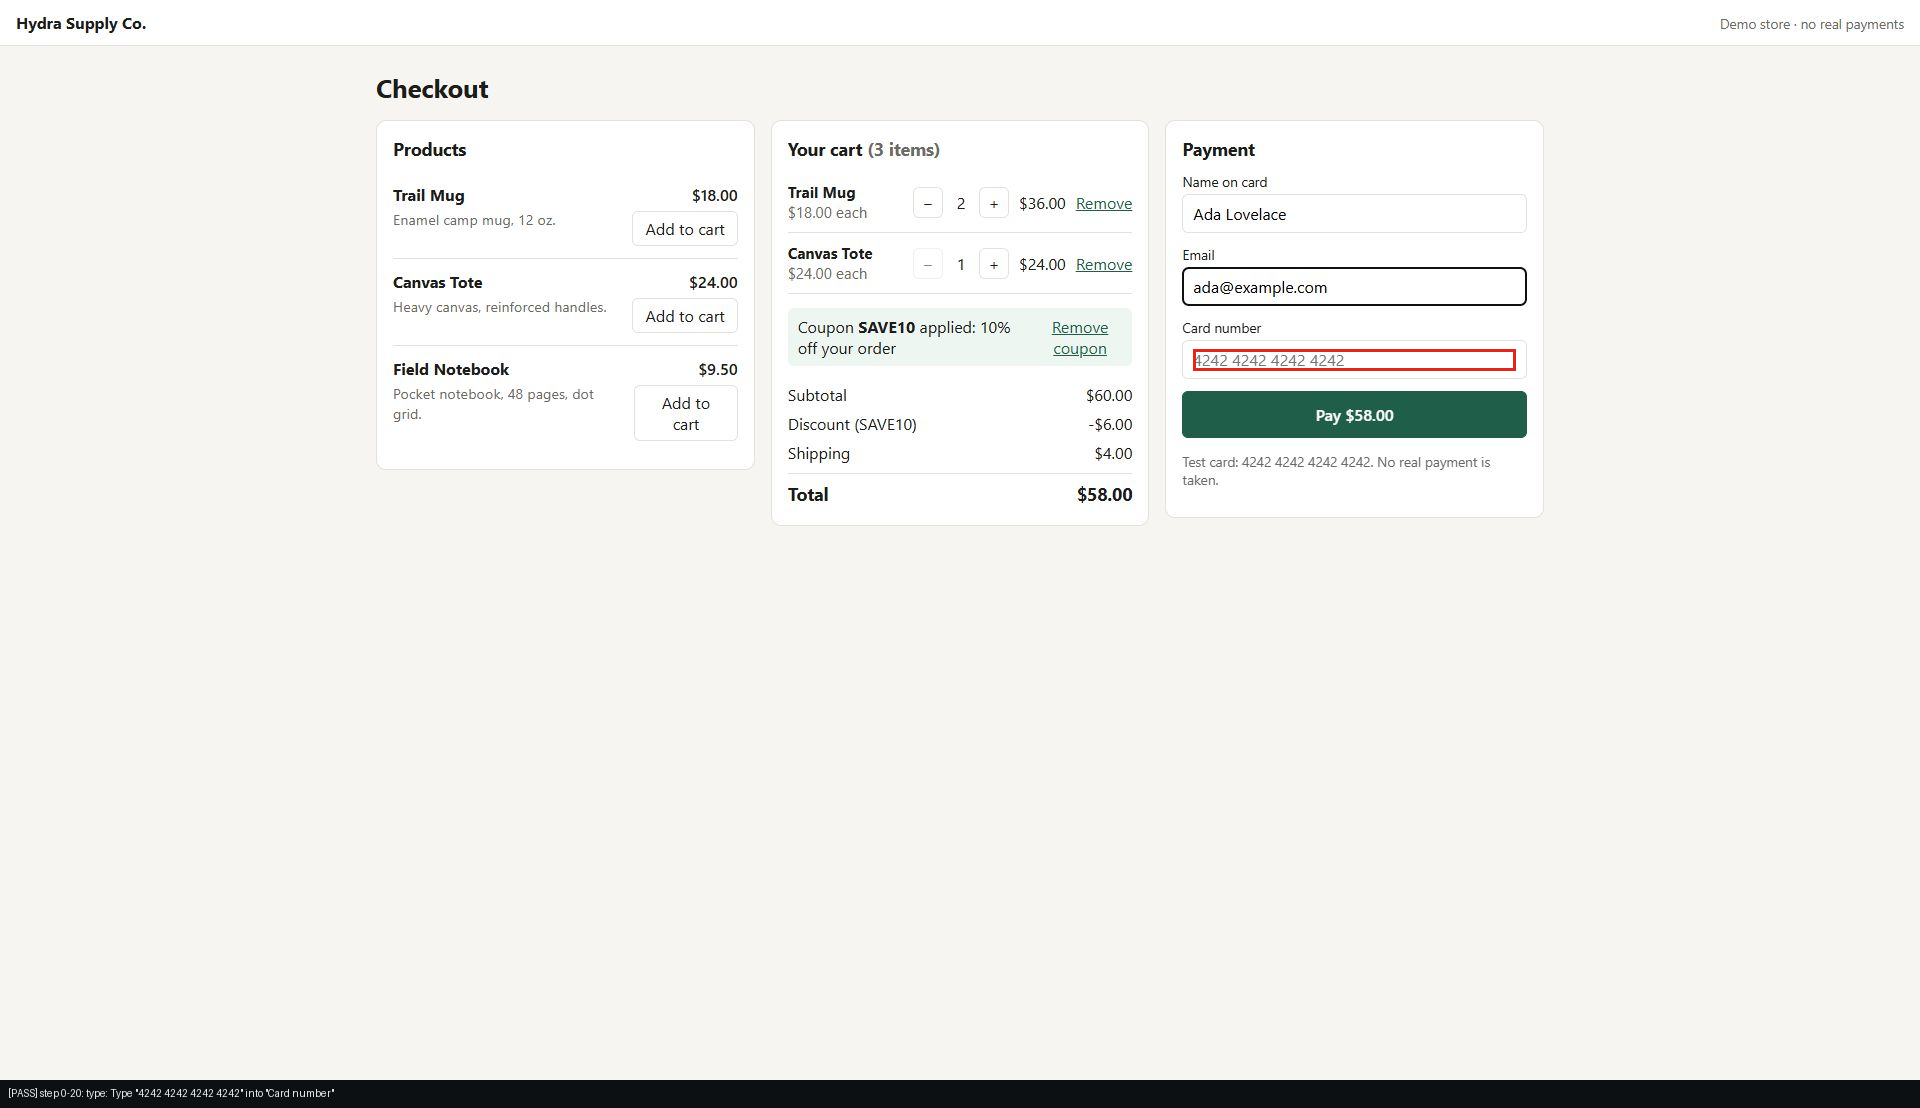 Hydra Supply Co.
Demo store · no real payments
Checkout
Products
Trail Mug
$18.00
Enamel camp mug, 12 oz.
Add to cart
Canvas Tote
$24.00
Heavy canvas, reinforced handles.
Add to cart
Field Notebook
$9.50
Pocket notebook, 48 pages, dot
grid.
Add to
cart
Your cart (3 items)
Trail Mug
$18.00 each
− 2 + $36.00 Remove
Canvas Tote
$24.00 each
− 1 + $24.00 Remove
Coupon SAVE10 applied: 10%
off your order
Remove
coupon
Subtotal $60.00
Discount (SAVE10) -$6.00
Shipping $4.00
Total $58.00
Payment
Name on card
Ada Lovelace
Email
ada@example.com
Card number
4242 4242 4242 4242
Pay $58.00
Test card: 4242 4242 4242 4242. No real payment is
taken.
[PASS] step 0-20: type: Type "4242 4242 4242 4242" into "Card number"